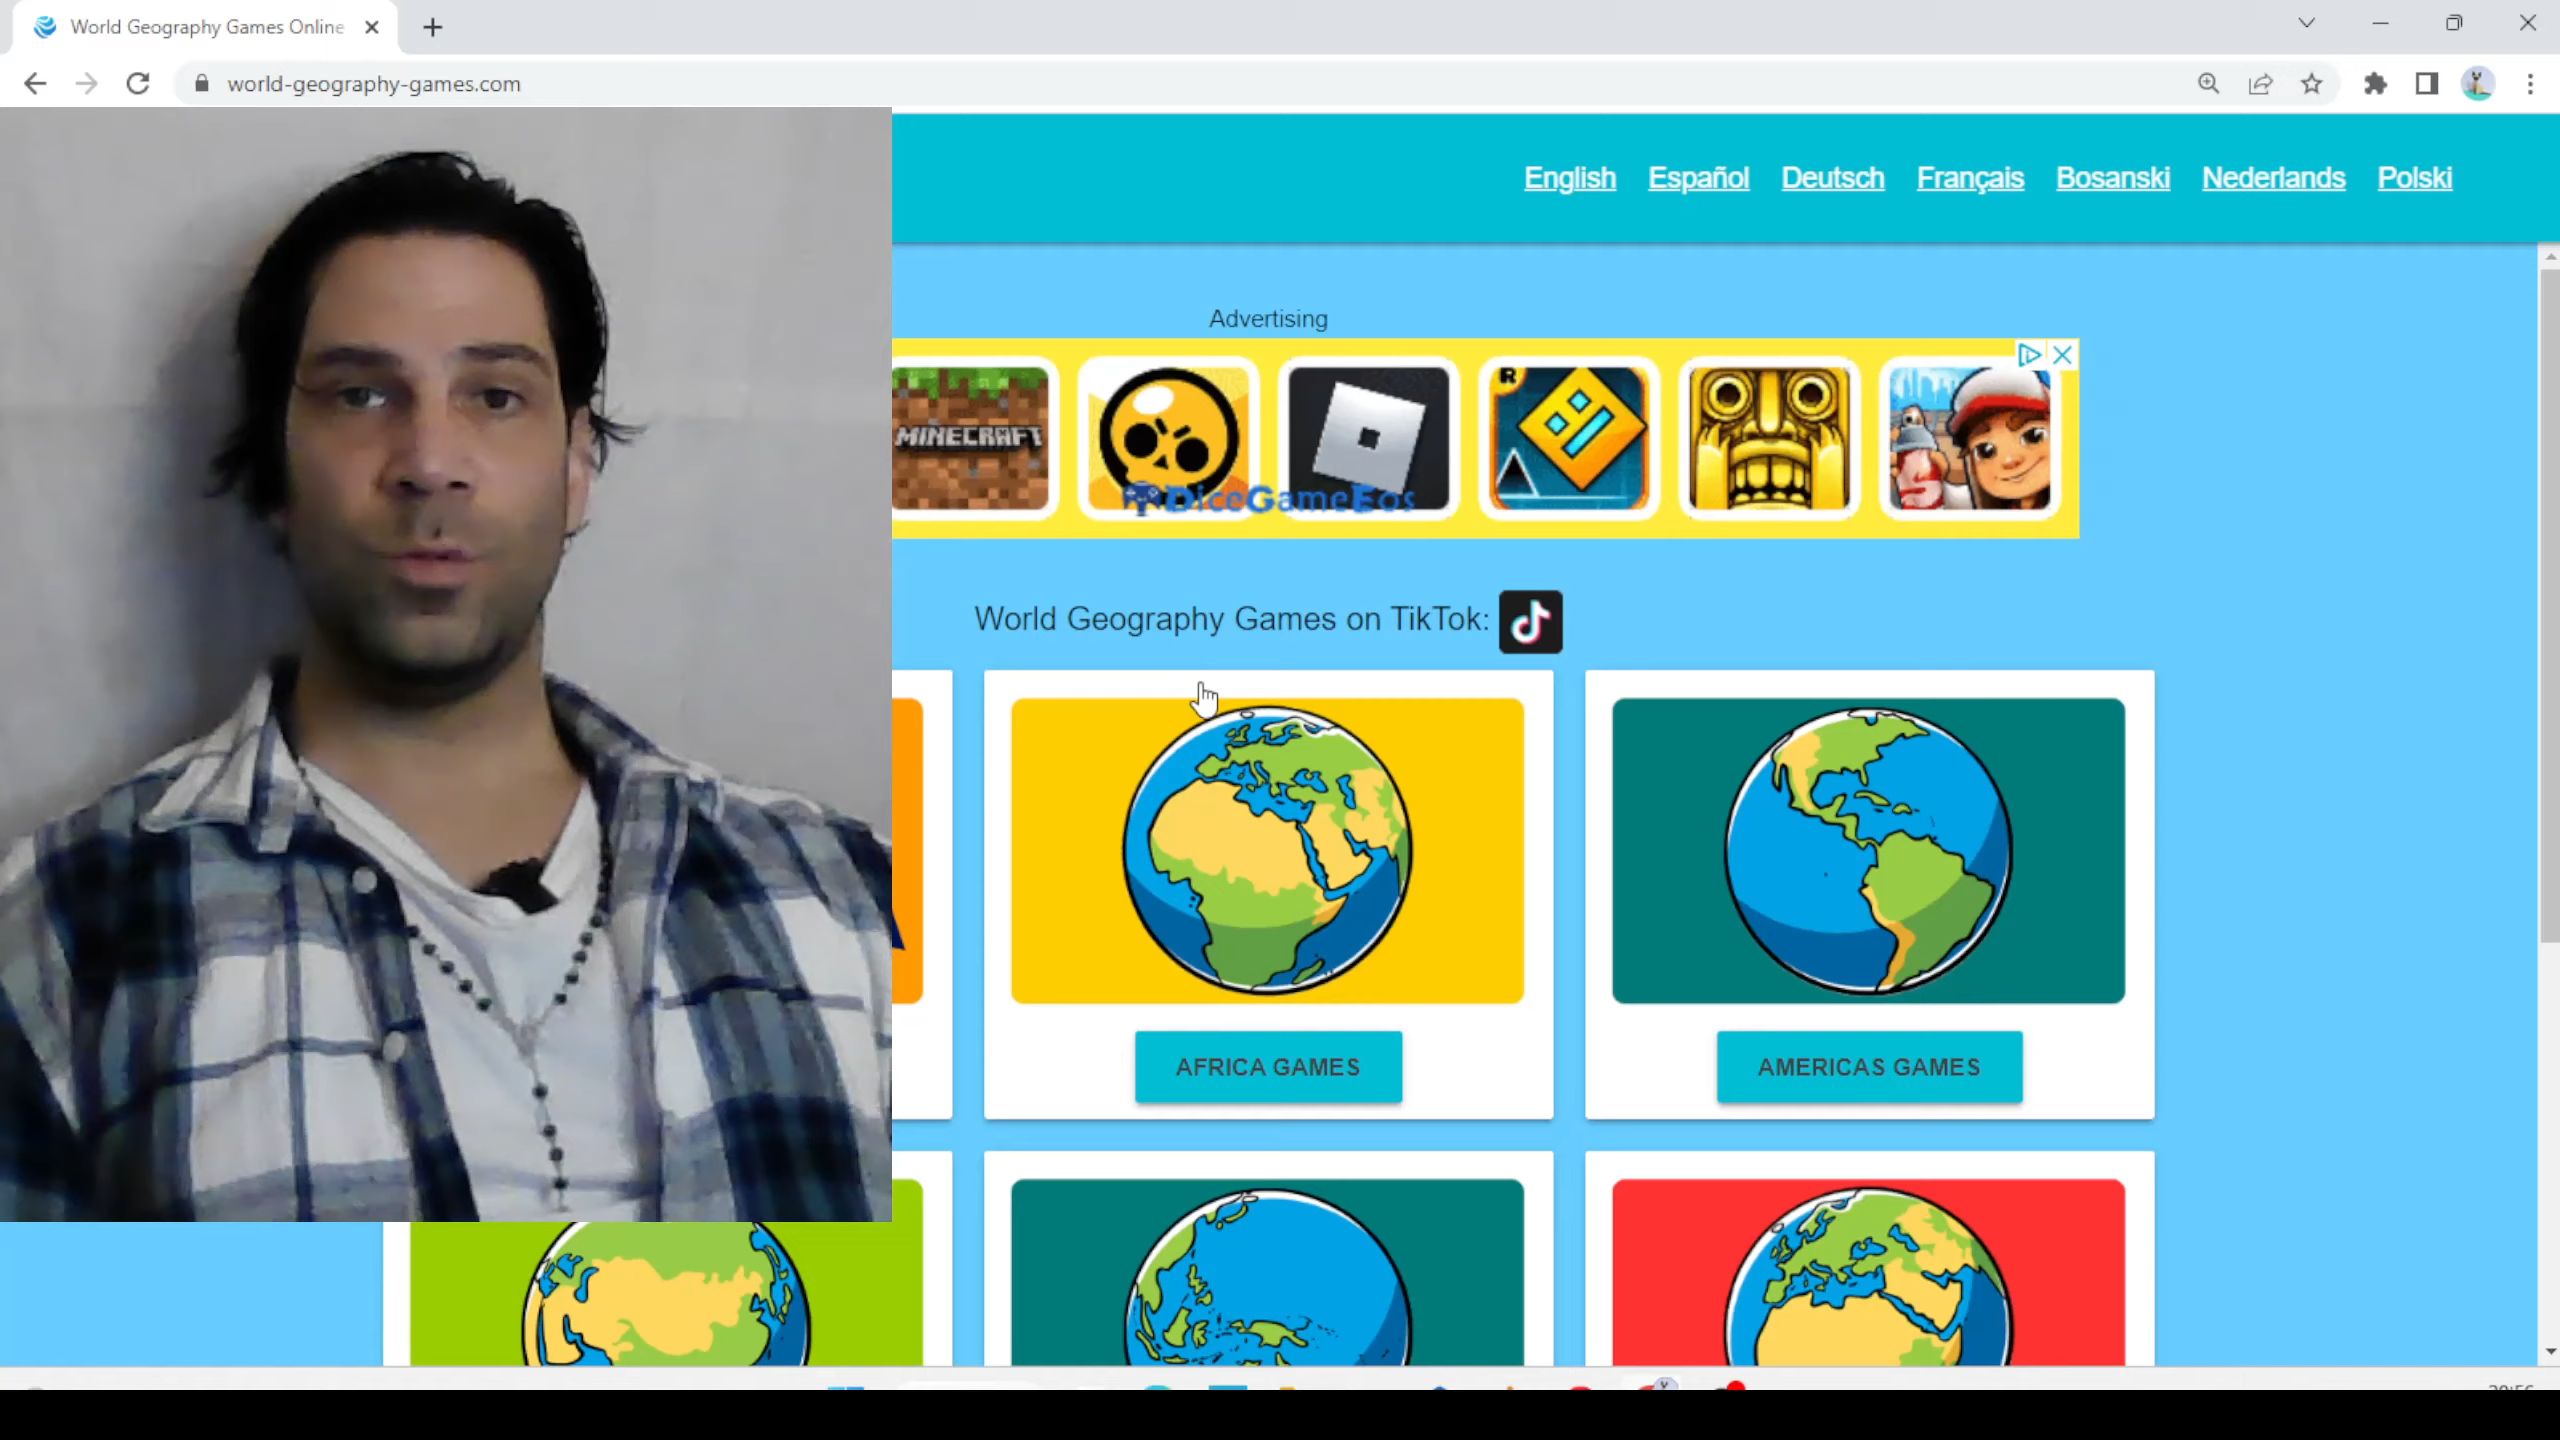 World Geography Games Online
world-geography-games.com
English Español Deutsch Français Bosanski Nederlands Polski
Advertising
MINECRAFT
R
DiceGameEos
World Geography Games on TikTok:
A
AFRICA GAMES
AMERICAS GAMES